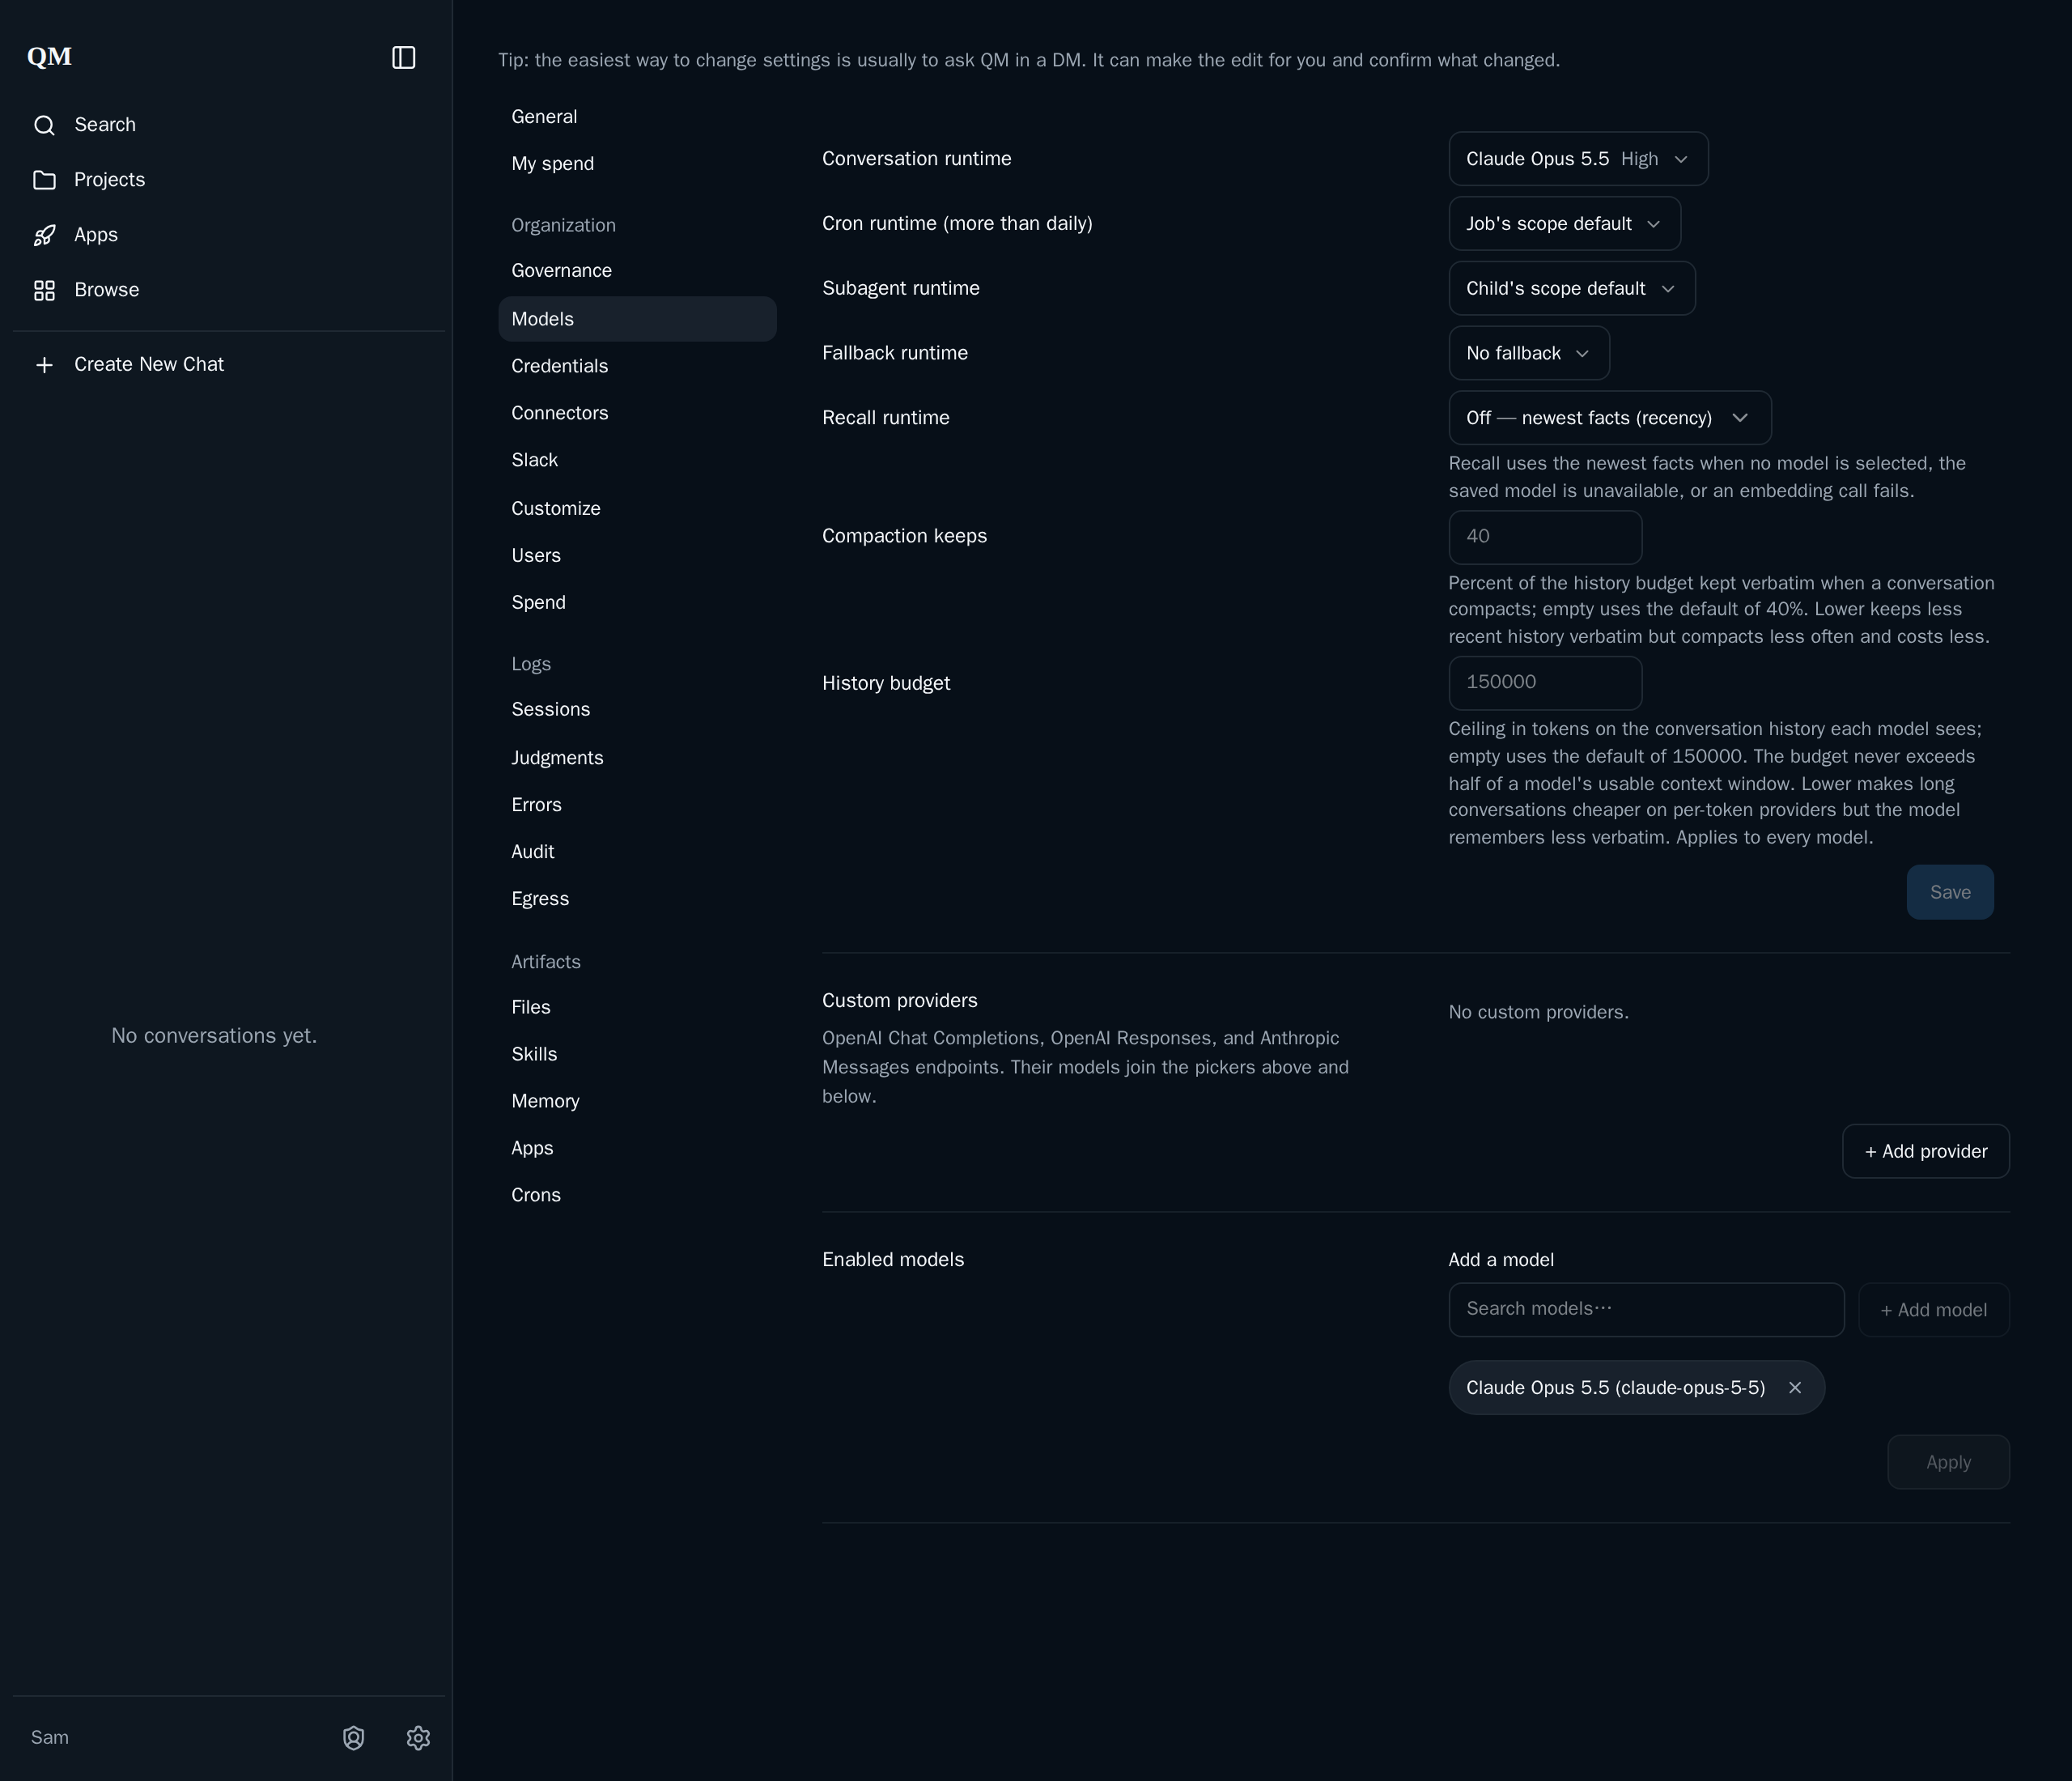 QM
Search
Projects
Apps
Browse
Create New Chat
No conversations yet.
Sam
Tip: the easiest way to change settings is usually to ask QM in a DM. It can make the edit for you and confirm what changed.
General
My spend
Organization
Governance
Models
Credentials
Connectors
Slack
Customize
Users
Spend
Logs
Sessions
Judgments
Errors
Audit
Egress
Artifacts
Files
Skills
Memory
Apps
Crons
Conversation runtime
Claude Opus 5.5 High
Cron runtime (more than daily)
Job's scope default
Subagent runtime
Child's scope default
Fallback runtime
No fallback
Recall runtime
Off — newest facts (recency)
Recall uses the newest facts when no model is selected, the
saved model is unavailable, or an embedding call fails.
Compaction keeps
40
Percent of the history budget kept verbatim when a conversation
compacts; empty uses the default of 40%. Lower keeps less
recent history verbatim but compacts less often and costs less.
History budget
150000
Ceiling in tokens on the conversation history each model sees;
empty uses the default of 150000. The budget never exceeds
half of a model's usable context window. Lower makes long
conversations cheaper on per-token providers but the model
remembers less verbatim. Applies to every model.
Save
Custom providers
OpenAI Chat Completions, OpenAI Responses, and Anthropic
Messages endpoints. Their models join the pickers above and
below.
No custom providers.
+ Add provider
Enabled models
Add a model
Search models…
+ Add model
Claude Opus 5.5 (claude-opus-5-5)
Apply